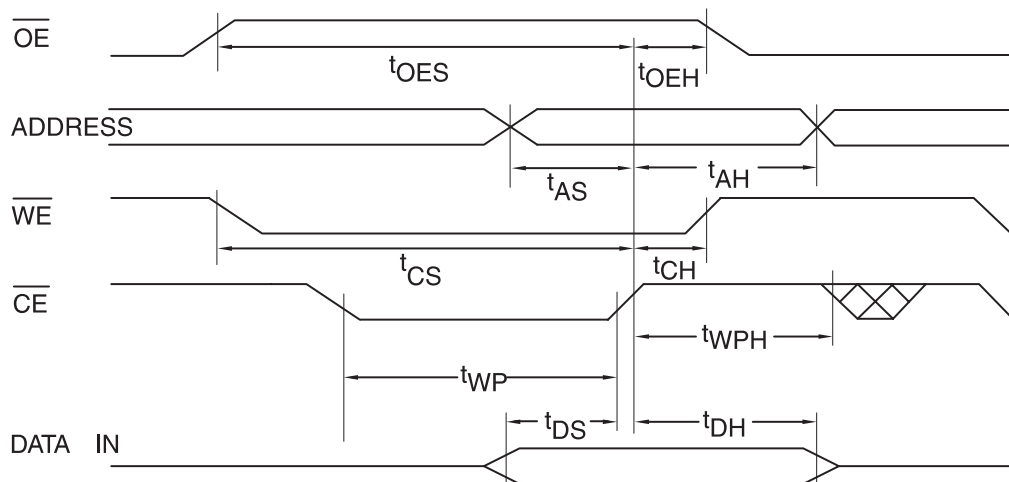 OE
tOES
tOEH
ADDRESS
tAS
tAH
WE
tCS
tCH
CE
tWPH
tWP
tDS
tDH
DATA IN